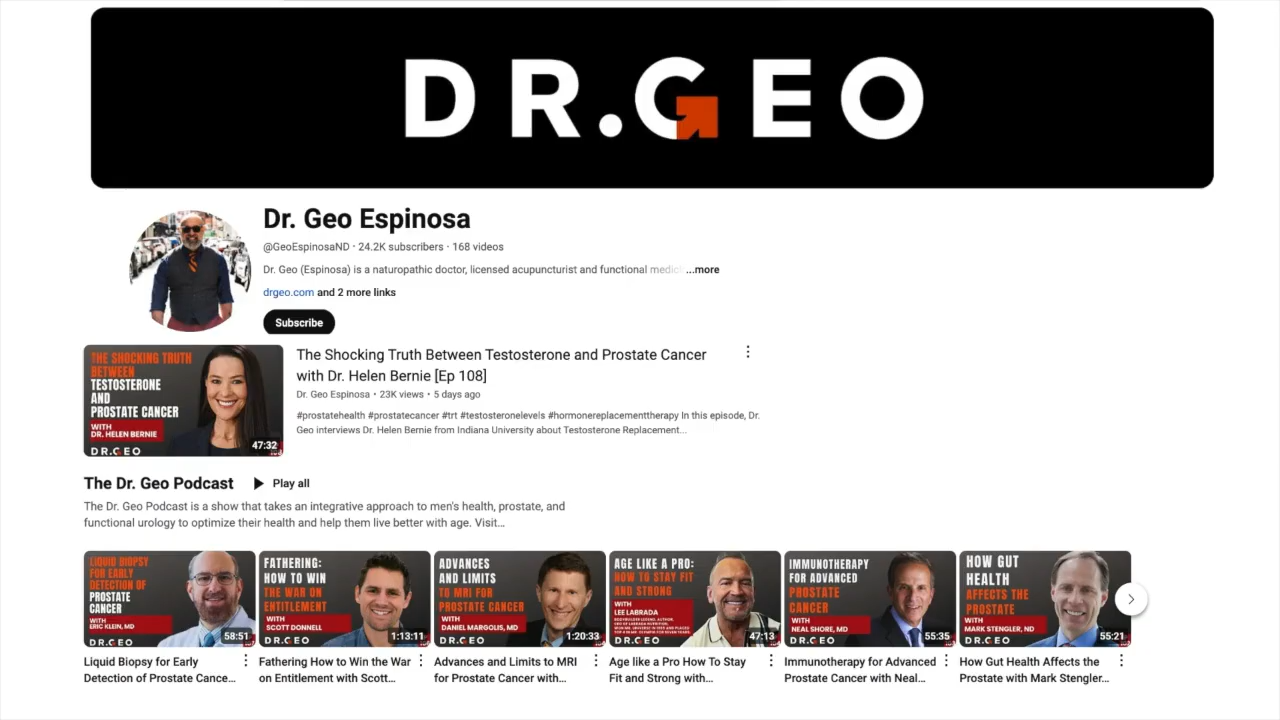 DR.GEO
Dr. Geo Espinosa
@GeoEspinosaND · 24.2K subscribers · 168 videos
Dr. Geo (Espinosa) is a naturopathic doctor, licensed acupuncturist and functional medic ...more
drgeo.com and 2 more links
Subscribe
THE SHOCKING TRUTH
BETWEEN
TESTOSTERONE
AND
PROSTATE CANCER
WITH
DR. HELEN BERNIE
DR.GEO
47:32
The Shocking Truth Between Testosterone and Prostate Cancer
with Dr. Helen Bernie [Ep 108]
Dr. Geo Espinosa • 23K views • 5 days ago
#prostatehealth #prostatecancer #trt #testosteronelevels #hormonereplacementtherapy In this episode, Dr.
Geo interviews Dr. Helen Bernie from Indiana University about Testosterone Replacement...
The Dr. Geo Podcast Play all
The Dr. Geo Podcast is a show that takes an integrative approach to men's health, prostate, and
functional urology to optimize their health and help them live better with age. Visit...
LIQUID BIOPSY
FOR EARLY
DETECTION OF
PROSTATE
CANCER
WITH
ERIC KLEIN, MD
DR.GEO
58:51
Liquid Biopsy for Early
Detection of Prostate Cance...
FATHERING:
HOW TO WIN
THE WAR ON
ENTITLEMENT
WITH
SCOTT DONNELL
DR.GEO
1:13:11
Fathering How to Win the War
on Entitlement with Scott...
ADVANCES
AND LIMITS
TO MRI FOR
PROSTATE CANCER
WITH
DANIEL MARGOLIS, MD
DR.GEO
1:20:33
Advances and Limits to MRI
for Prostate Cancer with...
AGE LIKE A PRO:
HOW TO STAY FIT
AND STRONG
WITH
LEE LABRADA
DR.GEO
47:13
Age like a Pro How To Stay
Fit and Strong with...
IMMUNOTHERAPY
FOR ADVANCED
PROSTATE
CANCER
WITH
NEAL SHORE, MD
DR.GEO
55:35
Immunotherapy for Advanced
Prostate Cancer with Neal...
HOW GUT
HEALTH
AFFECTS THE
PROSTATE
WITH
MARK STENGLER, ND
DR.GEO
55:21
How Gut Health Affects the
Prostate with Mark Stengler...